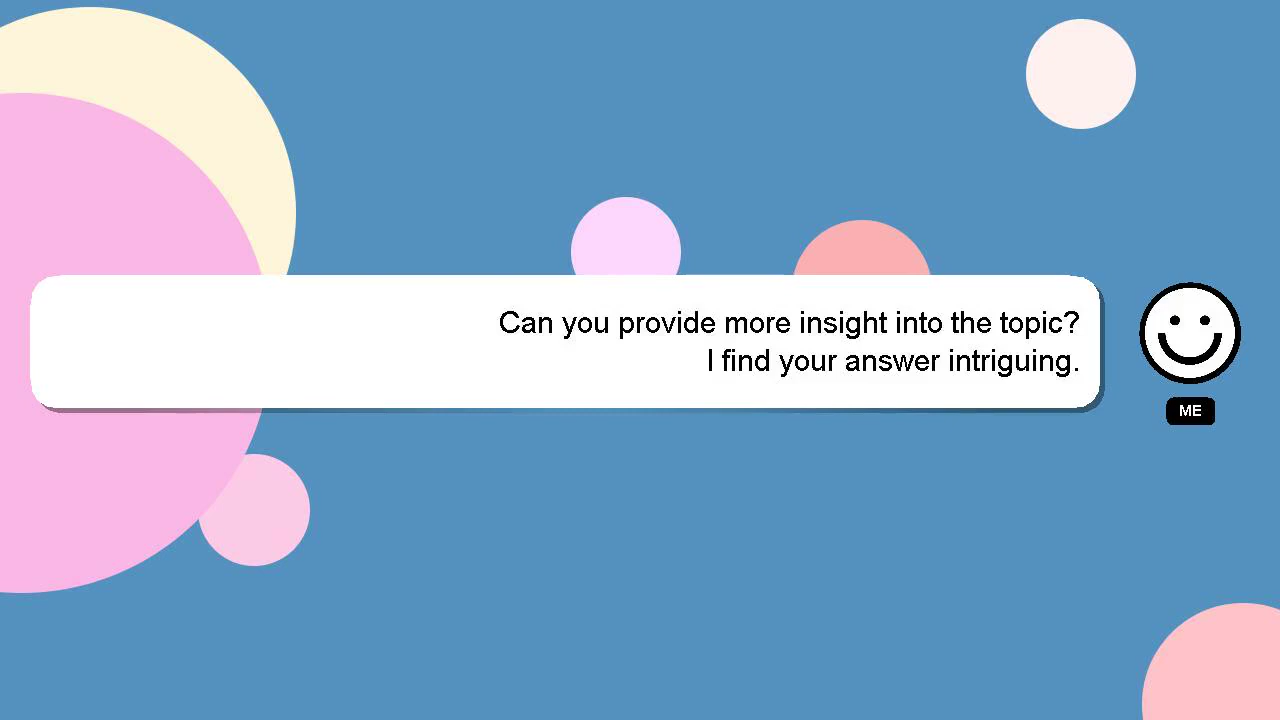 Can you provide more insight into the topic?
I find your answer intriguing.
ME